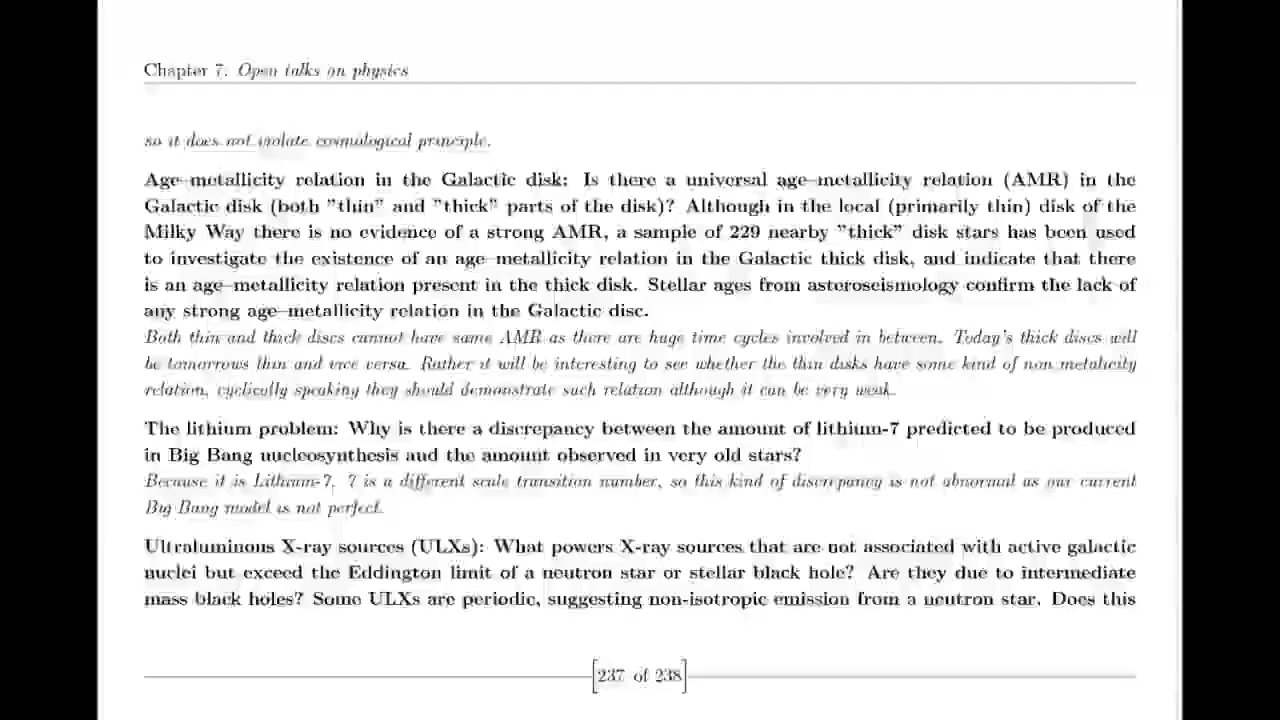 Chapter 7. Open talks on physics
so it does not violate cosmological principle.
Age–metallicity relation in the Galactic disk: Is there a universal age–metallicity relation (AMR) in the
Galactic disk (both "thin" and "thick" parts of the disk)? Although in the local (primarily thin) disk of the
Milky Way there is no evidence of a strong AMR, a sample of 229 nearby "thick" disk stars has been used
to investigate the existence of an age–metallicity relation in the Galactic thick disk, and indicate that there
is an age–metallicity relation present in the thick disk. Stellar ages from asteroseismology confirm the lack of
any strong age–metallicity relation in the Galactic disc.
Both thin and thick discs cannot have same AMR as there are huge time cycles involved in between. Today's thick discs will
be tomorrows thin and vice versa. Rather it will be interesting to see whether the thin disks have some kind of non metalicity
relation, cyclically speaking they should demonstrate such relation although it can be very weak.
The lithium problem: Why is there a discrepancy between the amount of lithium-7 predicted to be produced
in Big Bang nucleosynthesis and the amount observed in very old stars?
Because it is Lithium-7, 7 is a different scale transition number, so this kind of discrepancy is not abnormal as our current
Big Bang model is not perfect.
Ultraluminous X-ray sources (ULXs): What powers X-ray sources that are not associated with active galactic
nuclei but exceed the Eddington limit of a neutron star or stellar black hole? Are they due to intermediate
mass black holes? Some ULXs are periodic, suggesting non-isotropic emission from a neutron star. Does this
[237 of 238]